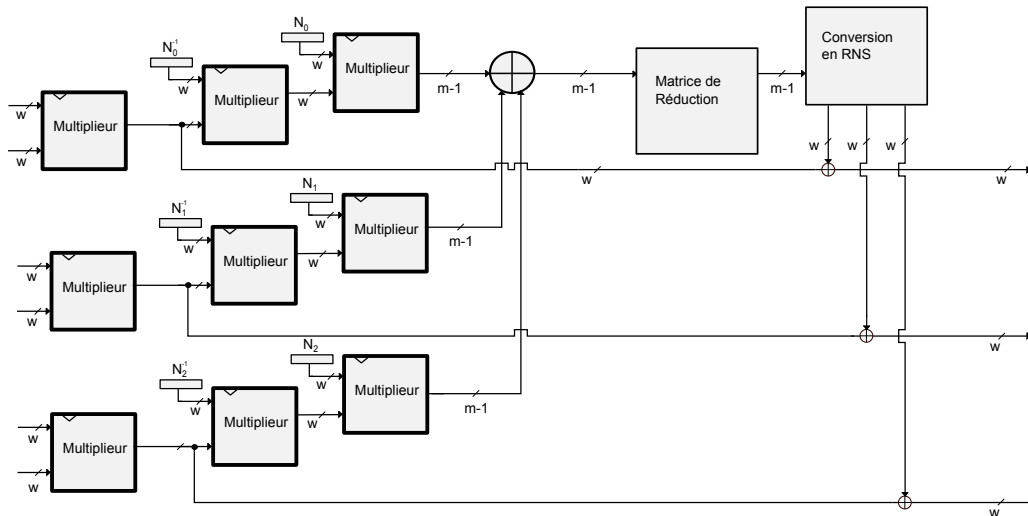 N₀
N₀⁻¹
w
w
Multiplieur
m-1
m-1
Matrice de
Réduction
m-1
Conversion
en RNS
w
Multiplieur
w
w
Multiplieur
w
w
w
w
w
w
N₁
N₁⁻¹
w
w
Multiplieur
m-1
w
Multiplieur
w
w
Multiplieur
w
N₂
N₂⁻¹
w
w
Multiplieur
m-1
w
Multiplieur
w
w
Multiplieur
w